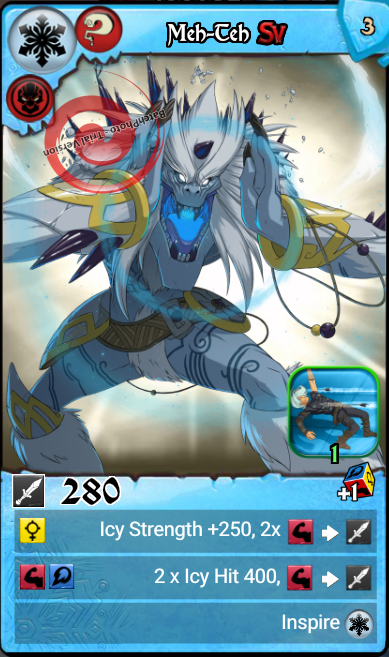 Meh-Teh Sv
3
BatchPhoto - Trial Version
1
280
+1
Icy Strength +250, 2x
2 x Icy Hit 400,
Inspire